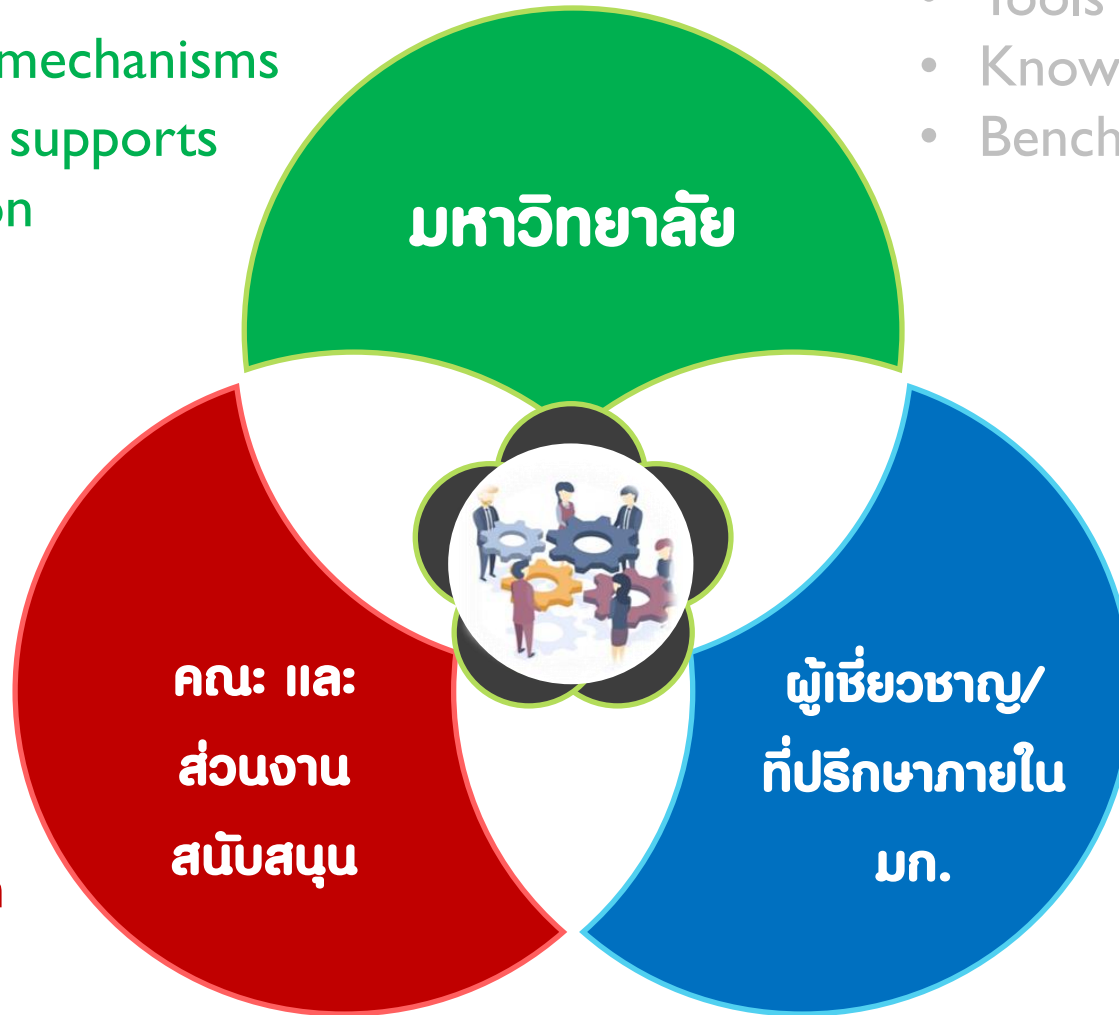 mechanisms
supports
on
Tools
Know
Bench
มหาวิทยาลัย
คณะ และ
ส่วนงาน
สนับสนุน
ผู้เชี่ยวชาญ/
ที่ปรึกษาภายใน
มก.